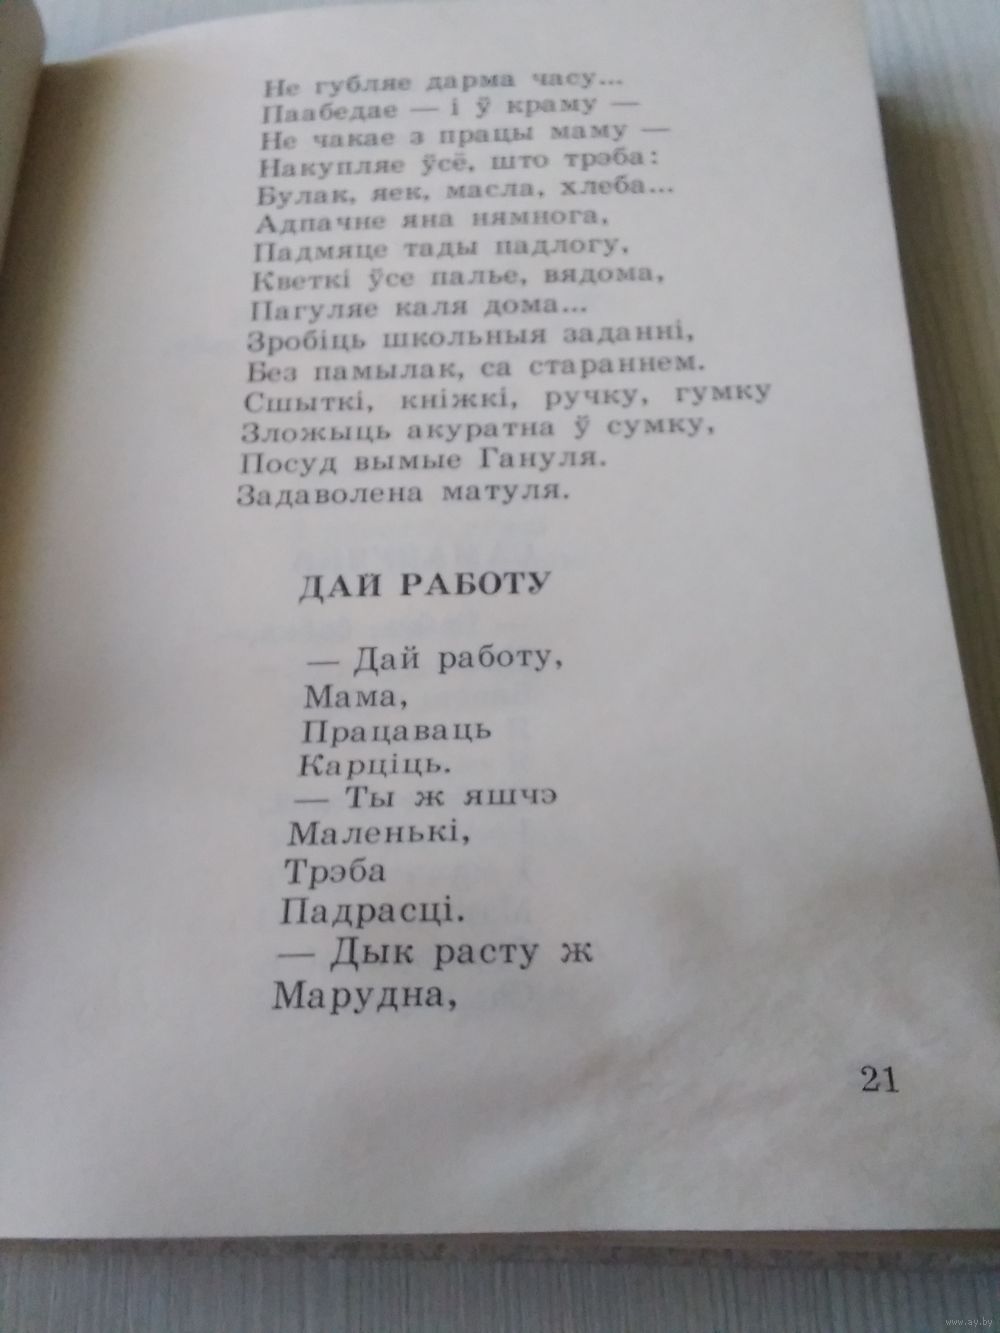 Не губляе дарма часу...
Паабедае — і ў краму —
Не чакае з працы маму —
Накупляе ўсё, што трэба:
Булак, яек, масла, хлеба...
Адпачне яна нямнога,
Падмяце тады падлогу,
Кветкі ўсе палье, вядома,
Пагуляе каля дома...
Зробіць школьныя заданні,
Без памылак, са стараннем.
Сшыткі, кніжкі, ручку, гумку
Зложыць акуратна ў сумку,
Посуд вымые Гануля.
Задаволена матуля.
ДАЙ РАБОТУ
— Дай работу,
Мама,
Працаваць
Карціць.
— Ты ж яшчэ
Маленькі,
Трэба
Падрасці.
— Дык расту ж
Марудна,
21
www.ay.by